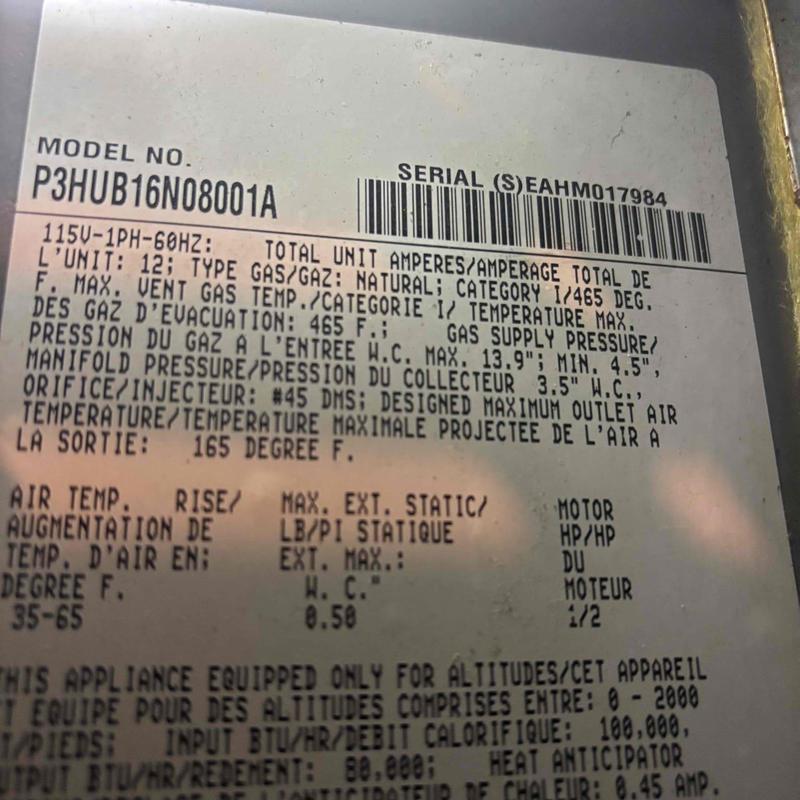 MODEL NO.
P3HUB16N08001A
SERIAL (S)EAHM017984
115V-1PH-60HZ: TOTAL UNIT AMPERES/AMPERAGE TOTAL DE
L'UNIT: 12; TYPE GAS/GAZ: NATURAL; CATEGORY I/465 DEG.
F. MAX. VENT GAS TEMP./CATEGORIE I/ TEMPERATURE MAX.
DES GAZ D'EVACUATION: 465 F.; GAS SUPPLY PRESSURE/
PRESSION DU GAZ A L'ENTREE W.C. MAX. 13.9"; MIN. 4.5",
MANIFOLD PRESSURE/PRESSION DU COLLECTEUR 3.5" W.C.,
ORIFICE/INJECTEUR: #45 DMS; DESIGNED MAXIMUM OUTLET AIR
TEMPERATURE/TEMPERATURE MAXIMALE PROJECTEE DE L'AIR A
LA SORTIE: 165 DEGREE F.
AIR TEMP. RISE/ MAX. EXT. STATIC/ MOTOR
AUGMENTATION DE LB/PI STATIQUE HP/HP
TEMP. D'AIR EN; EXT. MAX.: DU
DEGREE F. W. C." MOTEUR
35-65 0.50 1/2
THIS APPLIANCE EQUIPPED ONLY FOR ALTITUDES/CET APPAREIL
T EQUIPE POUR DES ALTITUDES COMPRISES ENTRE: 0 - 2000
T/PIEDS; INPUT BTU/HR/DEBIT CALORIFIQUE: 100,000,
UTPUT BTU/HR/REDEMENT: 80,000; HEAT ANTICIPATOR
L'ANTICIPATEUR DE CHALEUR: 0.45 AMP.